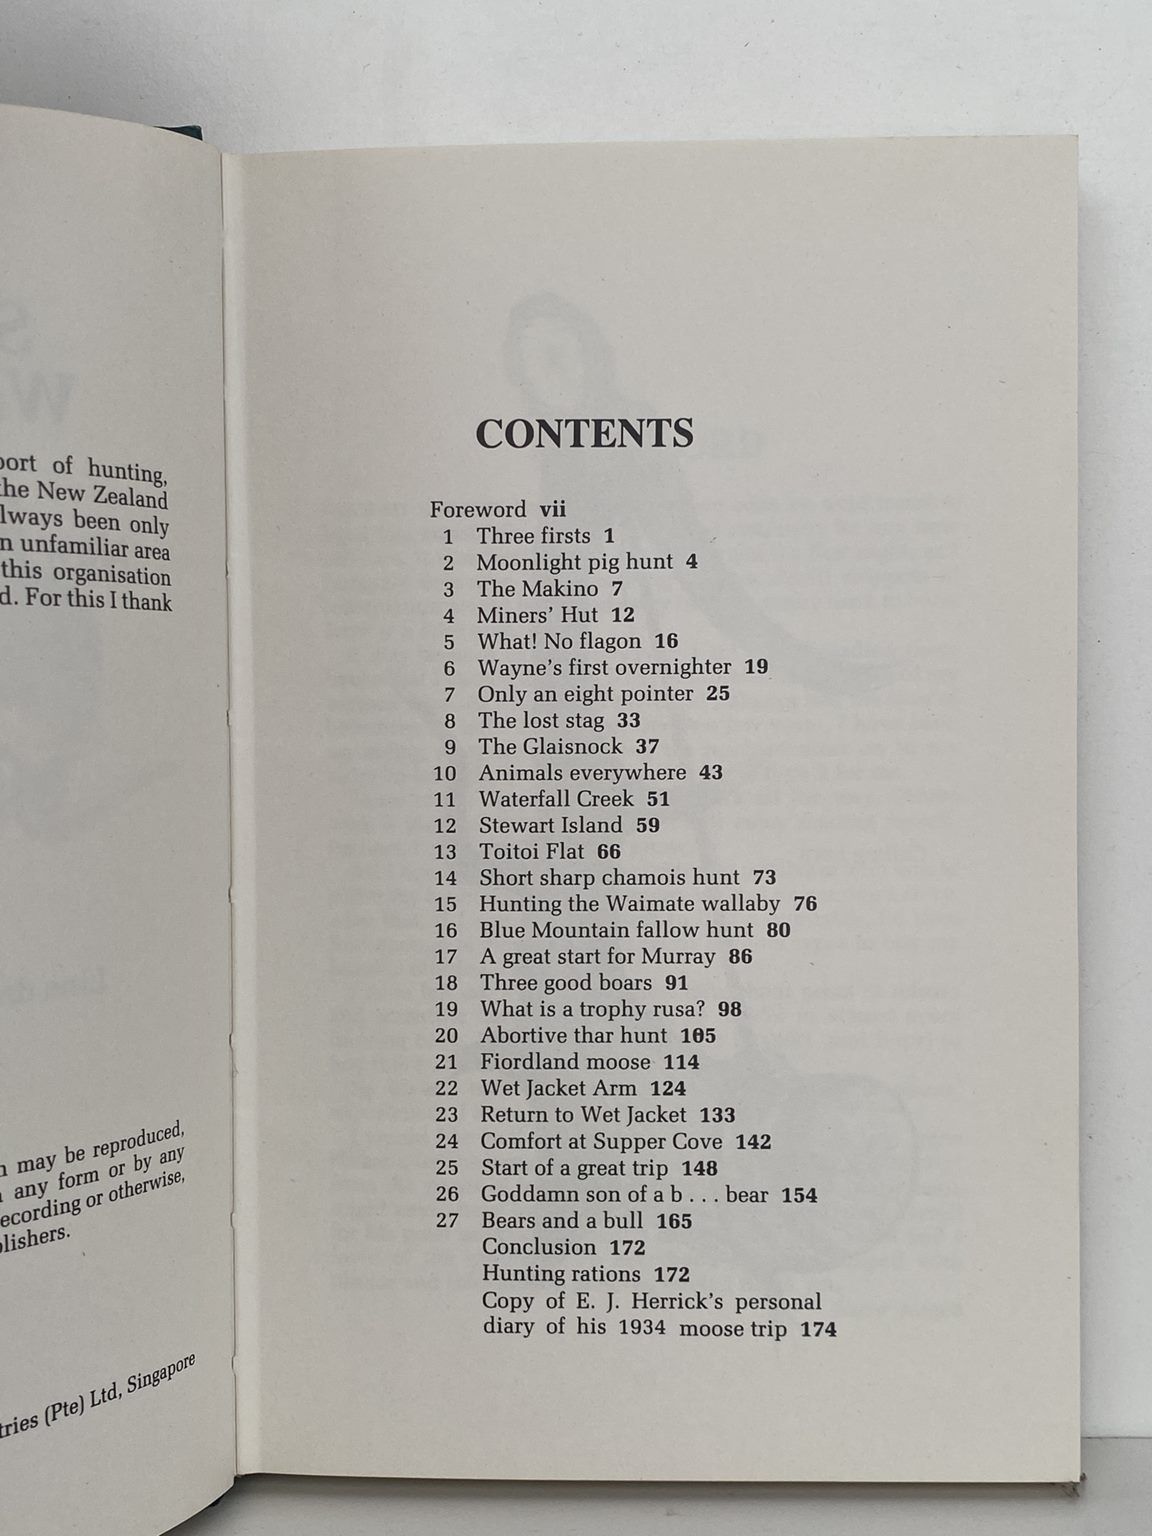 port of hunting,
the New Zealand
always been only
n unfamiliar area
this organisation
d. For this I thank
may be reproduced,
any form or by any
recording or otherwise,
blishers.
tries (Pte) Ltd, Singapore
CONTENTS
Foreword vii
1 Three firsts 1
2 Moonlight pig hunt 4
3 The Makino 7
4 Miners' Hut 12
5 What! No flagon 16
6 Wayne's first overnighter 19
7 Only an eight pointer 25
8 The lost stag 33
9 The Glaisnock 37
10 Animals everywhere 43
11 Waterfall Creek 51
12 Stewart Island 59
13 Toitoi Flat 66
14 Short sharp chamois hunt 73
15 Hunting the Waimate wallaby 76
16 Blue Mountain fallow hunt 80
17 A great start for Murray 86
18 Three good boars 91
19 What is a trophy rusa? 98
20 Abortive thar hunt 105
21 Fiordland moose 114
22 Wet Jacket Arm 124
23 Return to Wet Jacket 133
24 Comfort at Supper Cove 142
25 Start of a great trip 148
26 Goddamn son of a b . . . bear 154
27 Bears and a bull 165
Conclusion 172
Hunting rations 172
Copy of E. J. Herrick's personal
diary of his 1934 moose trip 174